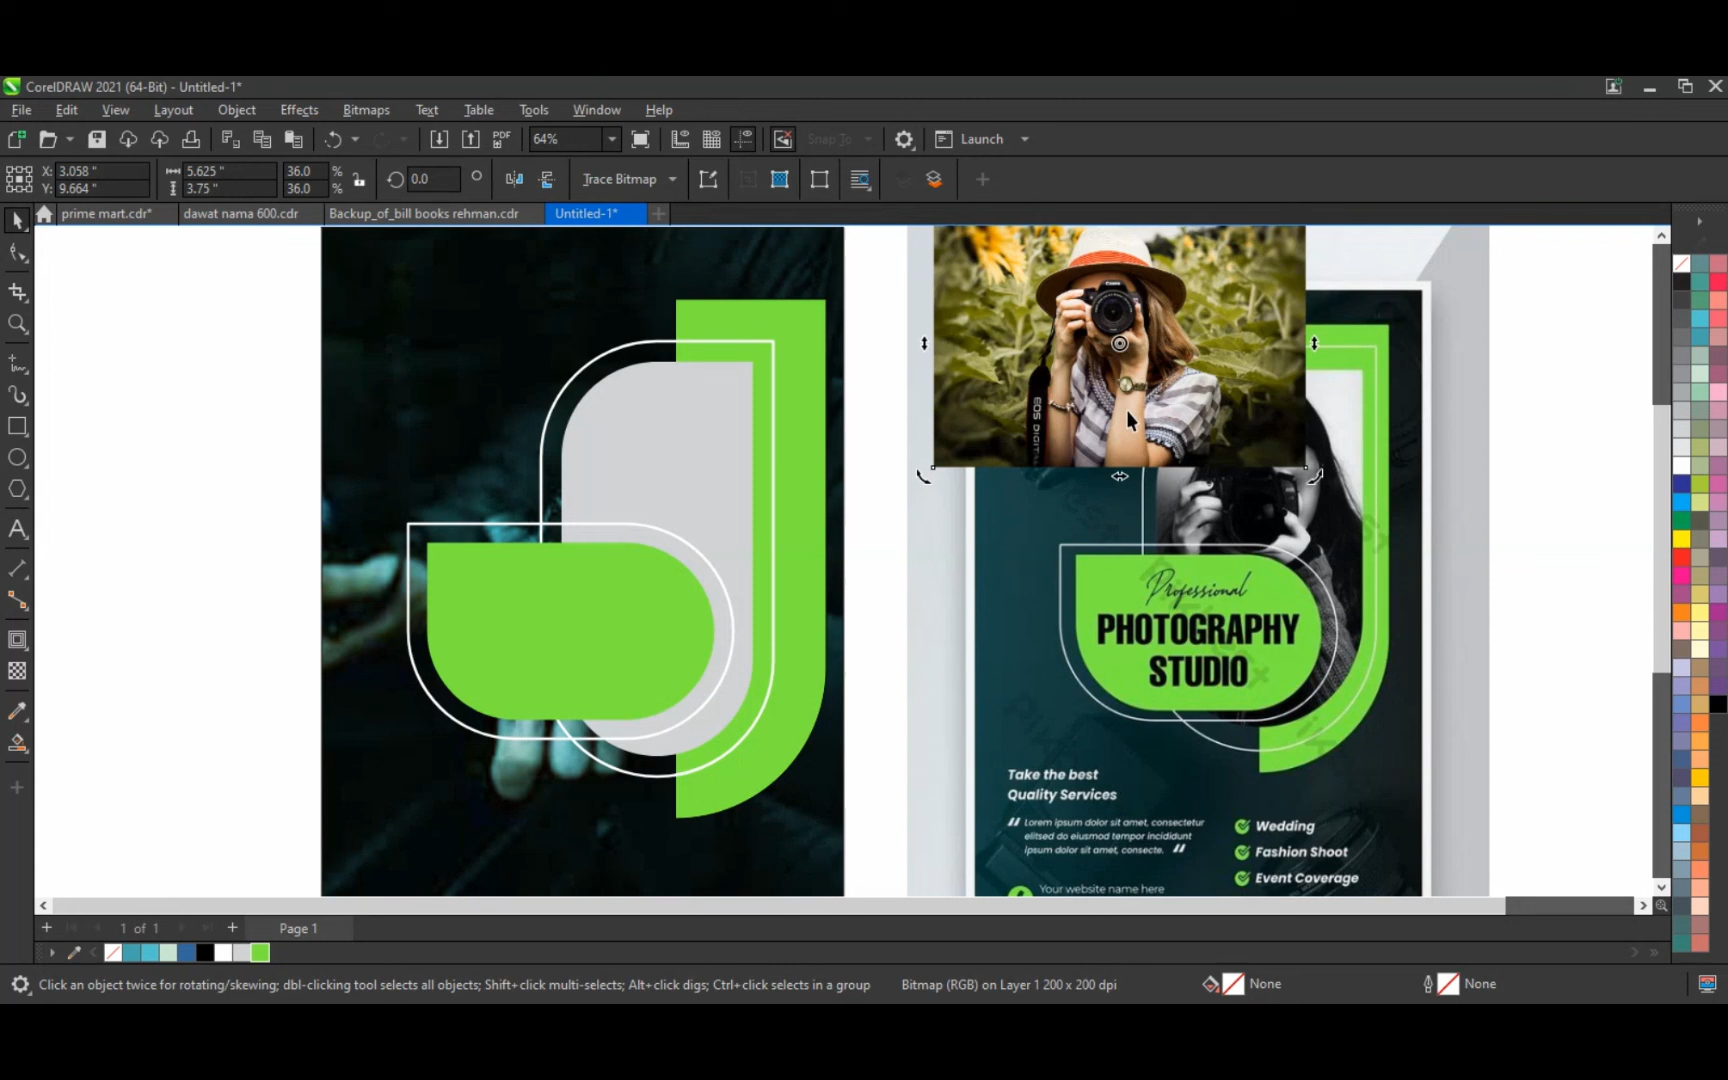 CorelDRAW 2021 (64-Bit) - Untitled-1*
File Edit View Layout Object Effects Bitmaps Text Table Tools Window Help
PDF 64% Snap To Launch
X: 3.058 " 5.625 " 36.0 %
Y: 9.664 " 3.75 " 36.0 %
0.0 ° Trace Bitmap
prime mart.cdr* dawat nama 600.cdr Backup_of_bill books rehman.cdr Untitled-1*
Canon
EOS DIGIT
Professional
PHOTOGRAPHY
STUDIO
Take the best
Quality Services
Lorem ipsum dolor sit amet, consectetur
elitsed do eiusmod tempor incididunt
ipsum dolor sit amet, consecte.
Wedding
Fashion Shoot
Event Coverage
Your website name here
1 of 1 Page 1
Click an object twice for rotating/skewing; dbl-clicking tool selects all objects; Shift+click multi-selects; Alt+click digs; Ctrl+click selects in a group Bitmap (RGB) on Layer 1 200 x 200 dpi None None